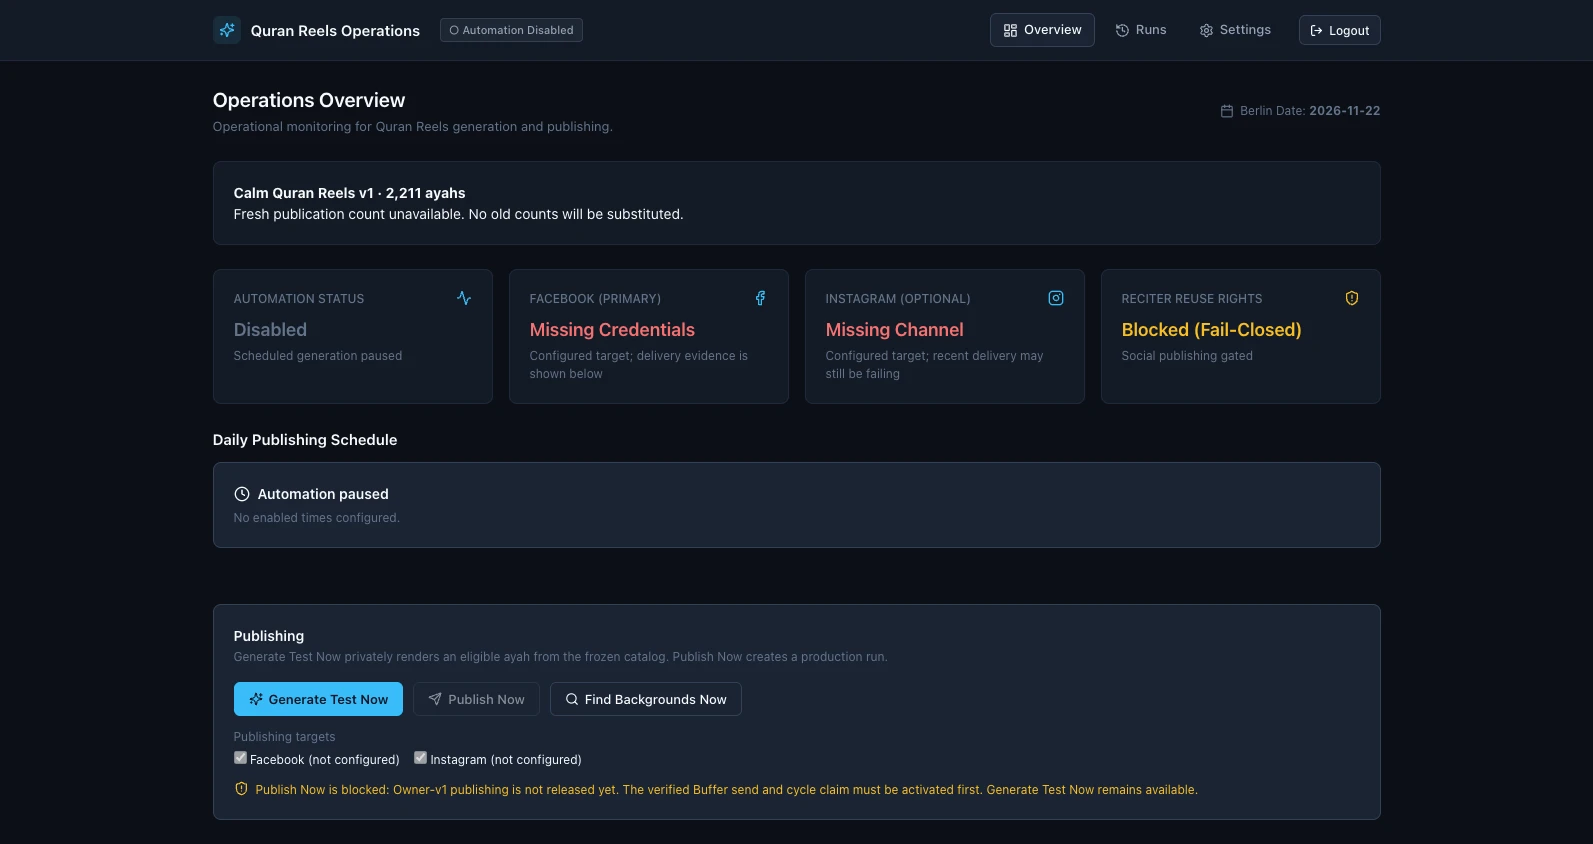 Quran Reels Operations
Automation Disabled
Overview
Runs
Settings
Logout
Operations Overview
Operational monitoring for Quran Reels generation and publishing.
Berlin Date: 2026-11-22
Calm Quran Reels v1 · 2,211 ayahs
Fresh publication count unavailable. No old counts will be substituted.
AUTOMATION STATUS
Disabled
Scheduled generation paused
FACEBOOK (PRIMARY)
Missing Credentials
Configured target; delivery evidence is
shown below
INSTAGRAM (OPTIONAL)
Missing Channel
Configured target; recent delivery may
still be failing
RECITER REUSE RIGHTS
Blocked (Fail-Closed)
Social publishing gated
Daily Publishing Schedule
Automation paused
No enabled times configured.
Publishing
Generate Test Now privately renders an eligible ayah from the frozen catalog. Publish Now creates a production run.
Generate Test Now
Publish Now
Find Backgrounds Now
Publishing targets
Facebook (not configured)
Instagram (not configured)
Publish Now is blocked: Owner-v1 publishing is not released yet. The verified Buffer send and cycle claim must be activated first. Generate Test Now remains available.